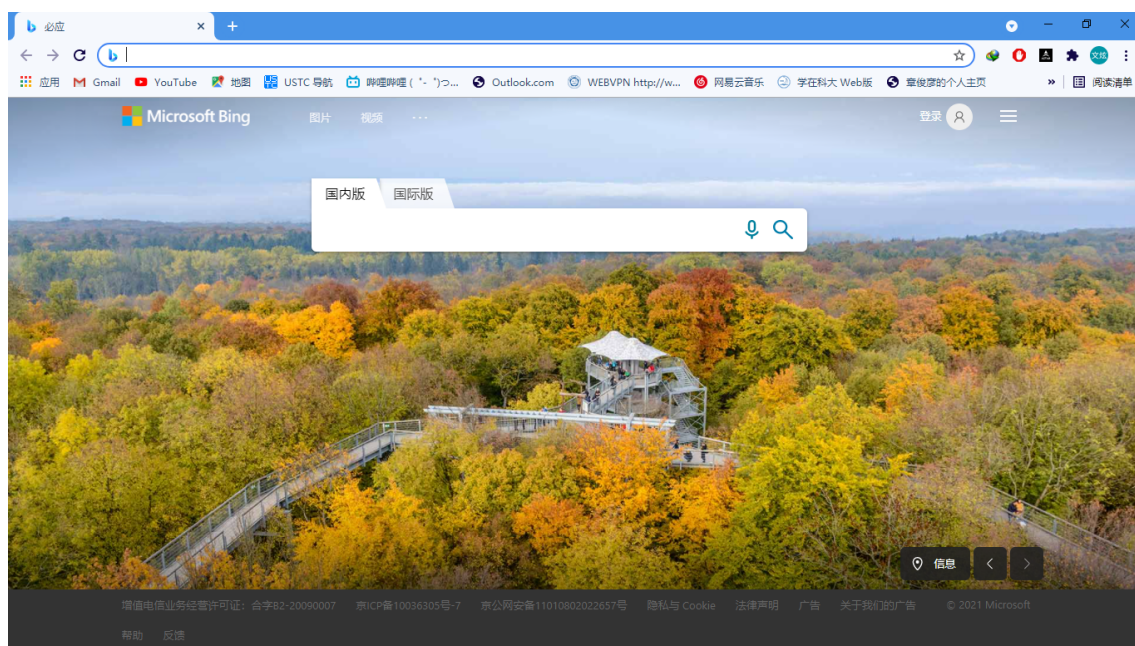 必应
应用 Gmail YouTube 地图 USTC 导航 哔哩哔哩 ( ゜- ゜)つ... Outlook.com WEBVPN http://w... 网易云音乐 学在科大 Web版 章俊彦的个人主页 » 阅读清单
文炫
Microsoft Bing 图片 视频 ··· 登录
国内版 国际版
信息
增值电信业务经营许可证：合字B2-20090007 京ICP备10036305号-7 京公网安备11010802022657号 隐私与 Cookie 法律声明 广告 关于我们的广告 © 2021 Microsoft
帮助 反馈